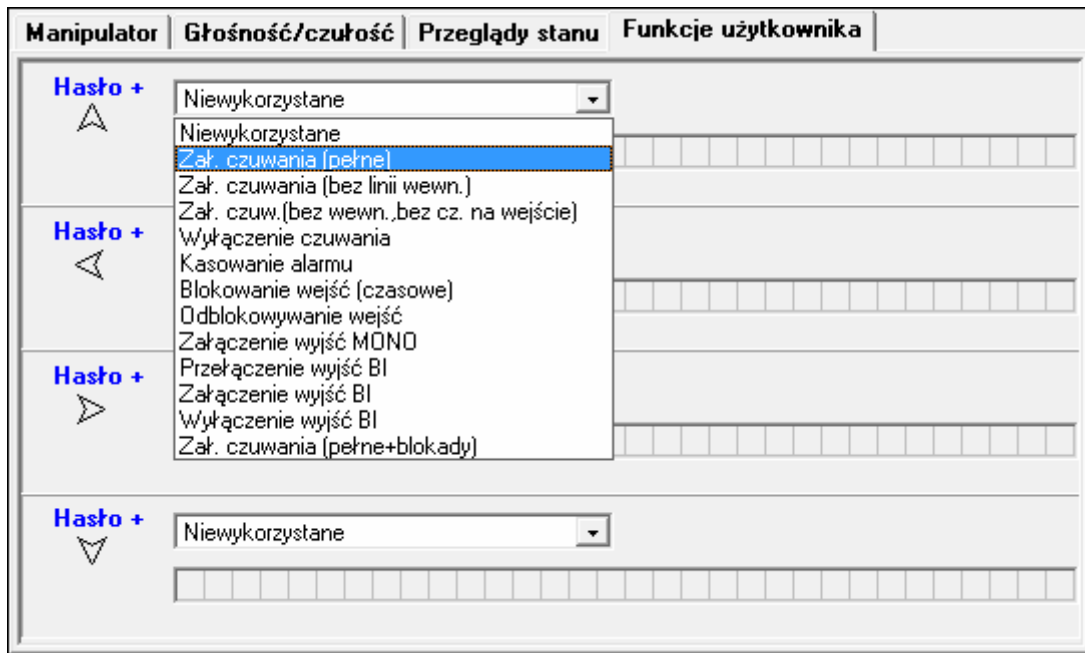 Manipulator Głośność/czułość Przeglądy stanu Funkcje użytkownika
Hasło +
Niewykorzystane
Niewykorzystane
Zał. czuwania (pełne)
Zał. czuwania (bez linii wewn.)
Zał. czuw.(bez wewn.,bez cz. na wejście)
Hasło +
Wyłączenie czuwania
Kasowanie alarmu
Blokowanie wejść (czasowe)
Odblokowywanie wejść
Załączenie wyjść MONO
Przełączenie wyjść BI
Hasło +
Załączenie wyjść BI
Wyłączenie wyjść BI
Zał. czuwania (pełne+blokady)
Hasło +
Niewykorzystane